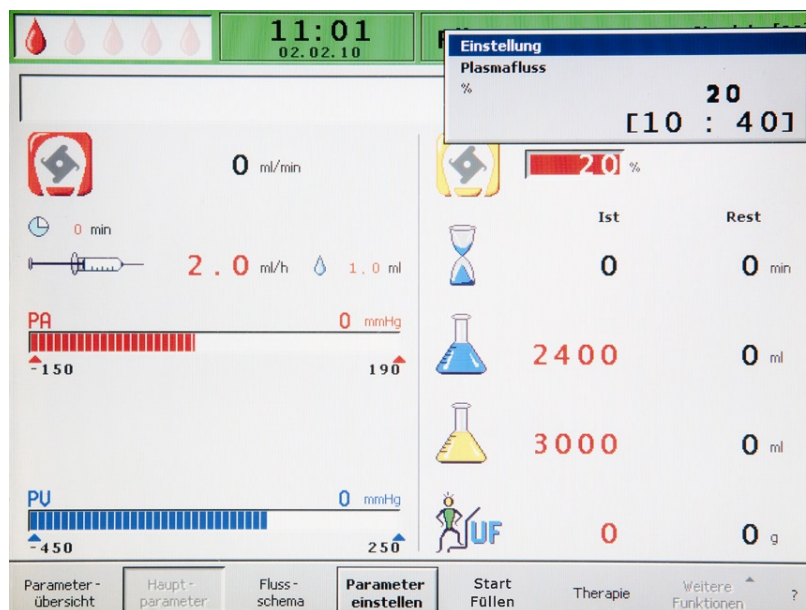 11:01
02.02.10
Einstellung
Plasmafluss
%
20
[10 : 40]
0 ml/min
20 %
0 min
Ist Rest
2.0 ml/h 1.0 ml
0 0 min
PA 0 mmHg
-150 190
2400 0 ml
3000 0 ml
PV 0 mmHg
-450 250
UF 0 0 g
Parameter-
übersicht
Haupt-
parameter
Fluss-
schema
Parameter
einstellen
Start
Füllen
Therapie
Weitere
Funktionen
?